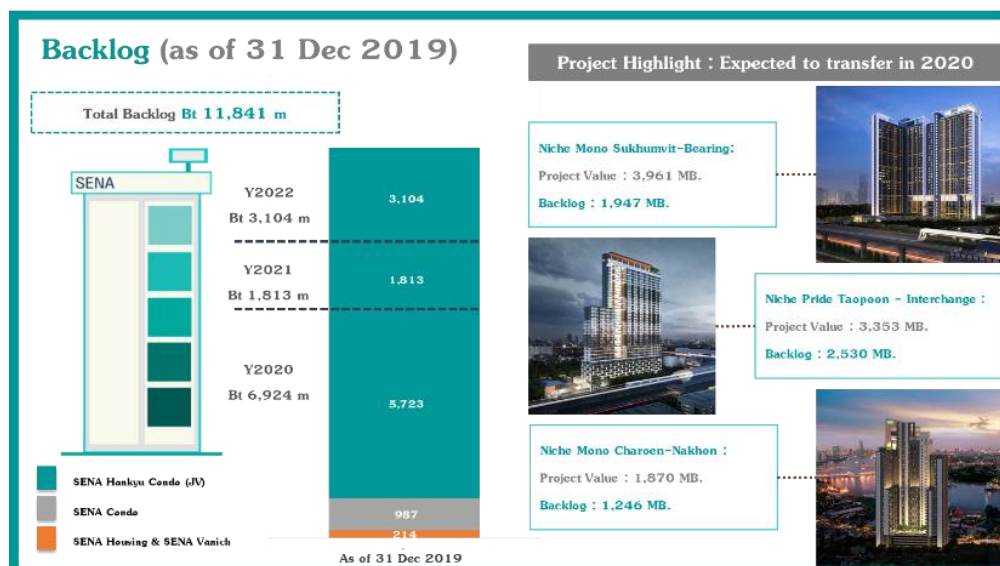 Backlog (as of 31 Dec 2019)
Total Backlog Bt 11,841 m
SENA
Y2022
Bt 3,104 m
Y2021
Bt 1,813 m
Y2020
Bt 6,924 m
3,104
1,813
5,723
987
214
As of 31 Dec 2019
SENA Hankyu Condo (JV)
SENA Condo
SENA Housing & SENA Vanich
Project Highlight : Expected to transfer in 2020
Niche Mono Sukhumvit-Bearing:
Project Value : 3,961 MB.
Backlog : 1,947 MB.
Niche Pride Taopoon - Interchange :
Project Value : 3,353 MB.
Backlog : 2,530 MB.
Niche Mono Charoen-Nakhon :
Project Value : 1,870 MB.
Backlog : 1,246 MB.